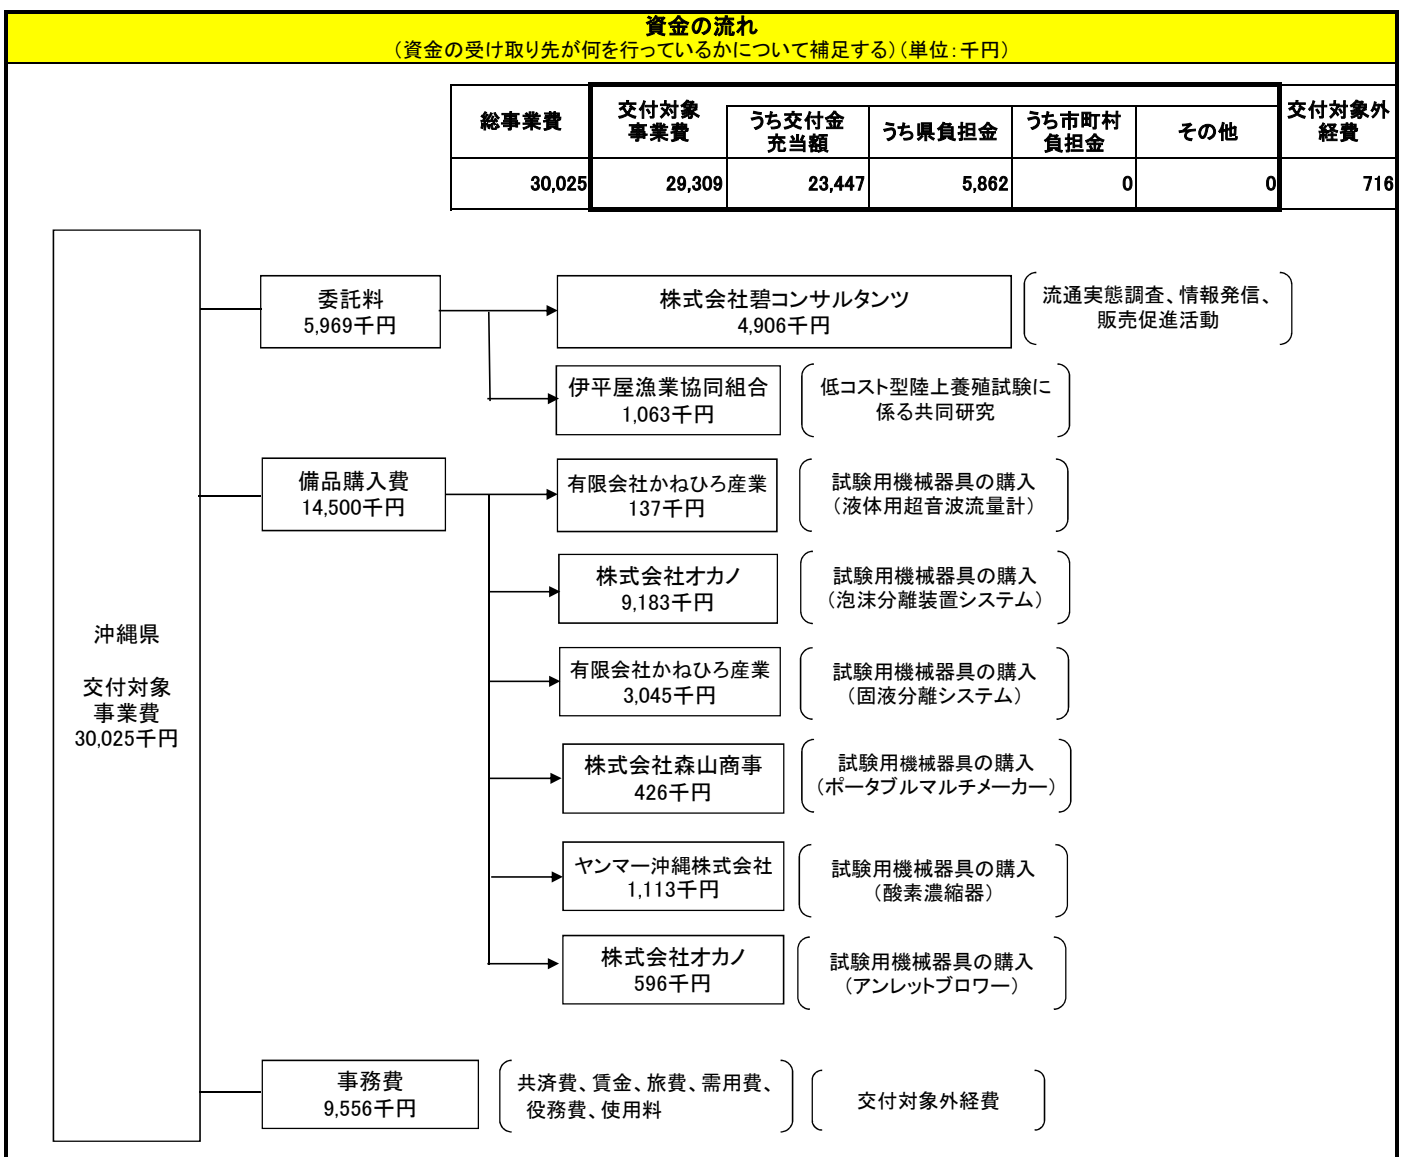 資金の流れ
（資金の受け取り先が何を行っているかについて補足する）（単位：千円）
総事業費
交付対象
事業費
うち交付金
充当額
うち県負担金
うち市町村
負担金
その他
交付対象外
経費
30,025
29,309
23,447
5,862
0
0
716
沖縄県
交付対象
事業費
30,025千円
委託料
5,969千円
株式会社碧コンサルタンツ
4,906千円
流通実態調査、情報発信、
販売促進活動
伊平屋漁業協同組合
1,063千円
低コスト型陸上養殖試験に
係る共同研究
備品購入費
14,500千円
有限会社かねひろ産業
137千円
試験用機械器具の購入
（液体用超音波流量計）
株式会社オカノ
9,183千円
試験用機械器具の購入
（泡沫分離装置システム）
有限会社かねひろ産業
3,045千円
試験用機械器具の購入
（固液分離システム）
株式会社森山商事
426千円
試験用機械器具の購入
（ポータブルマルチメーカー）
ヤンマー沖縄株式会社
1,113千円
試験用機械器具の購入
（酸素濃縮器）
株式会社オカノ
596千円
試験用機械器具の購入
（アンレットブロワー）
事務費
9,556千円
共済費、賃金、旅費、需用費、
役務費、使用料
交付対象外経費